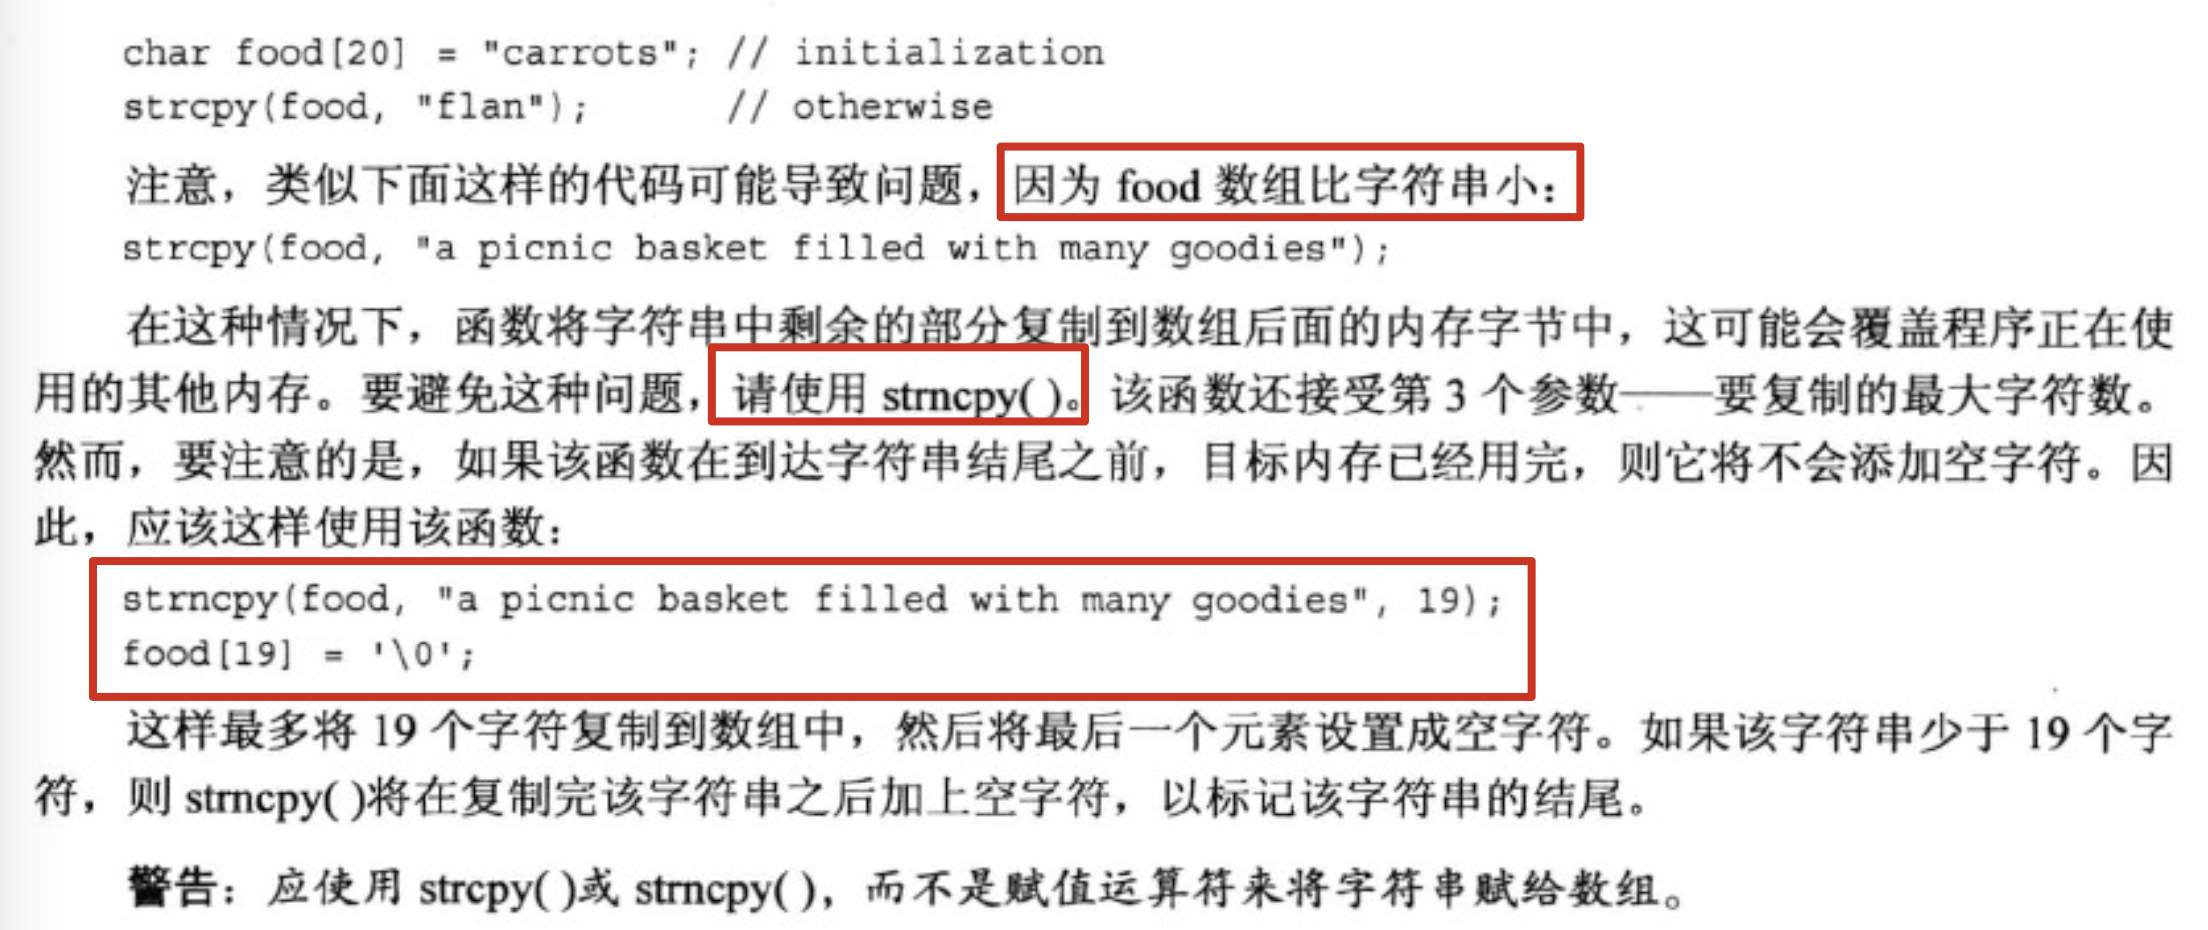 char food[20] = "carrots"; // initialization
strcpy(food, "flan");      // otherwise
注意，类似下面这样的代码可能导致问题，因为 food 数组比字符串小：
strcpy(food, "a picnic basket filled with many goodies");
在这种情况下，函数将字符串中剩余的部分复制到数组后面的内存字节中，这可能会覆盖程序正在使
用的其他内存。要避免这种问题，请使用 strncpy( )。该函数还接受第 3 个参数——要复制的最大字符数。
然而，要注意的是，如果该函数在到达字符串结尾之前，目标内存已经用完，则它将不会添加空字符。因
此，应该这样使用该函数：
strncpy(food, "a picnic basket filled with many goodies", 19);
food[19] = '\0';
这样最多将 19 个字符复制到数组中，然后将最后一个元素设置成空字符。如果该字符串少于 19 个字
符，则 strncpy( )将在复制完该字符串之后加上空字符，以标记该字符串的结尾。
警告：应使用 strcpy( )或 strncpy( )，而不是赋值运算符来将字符串赋给数组。